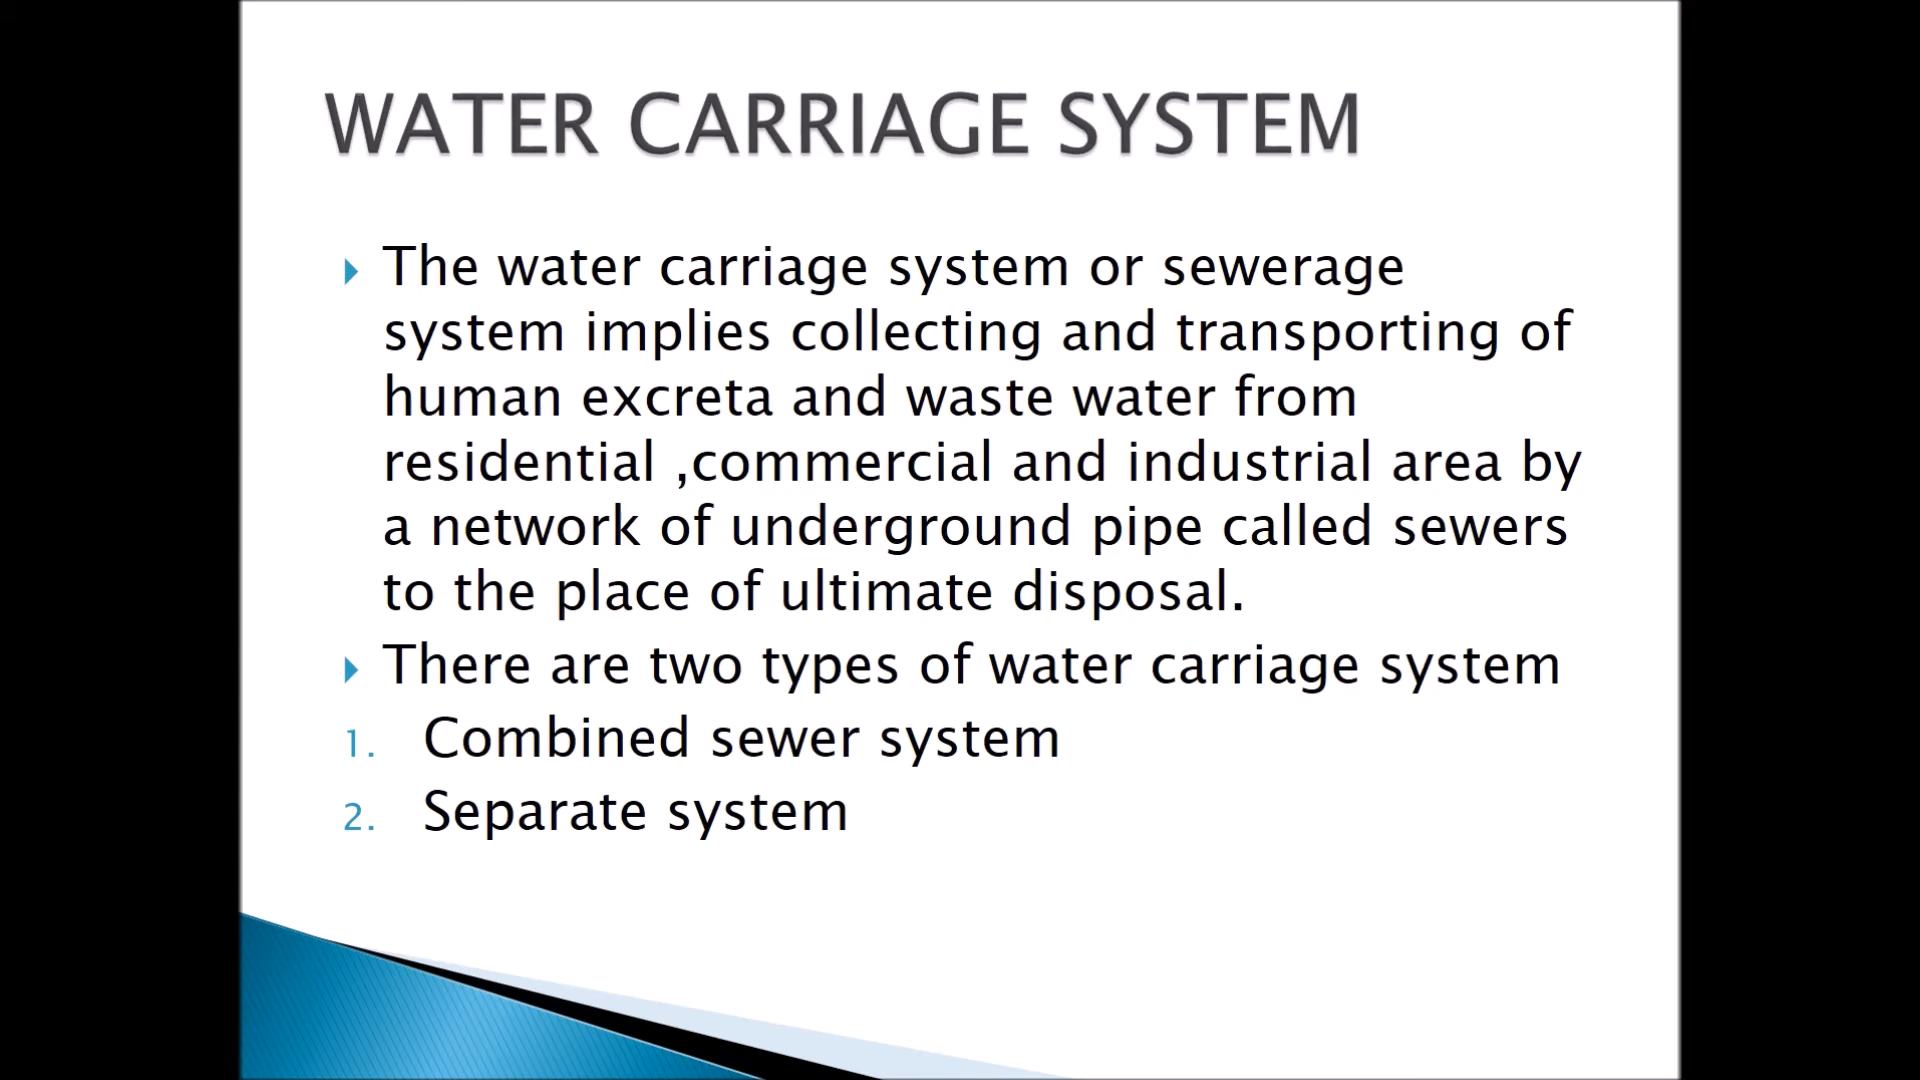 WATER CARRIAGE SYSTEM
The water carriage system or sewerage
system implies collecting and transporting of
human excreta and waste water from
residential ,commercial and industrial area by
a network of underground pipe called sewers
to the place of ultimate disposal.
There are two types of water carriage system
1. Combined sewer system
2. Separate system